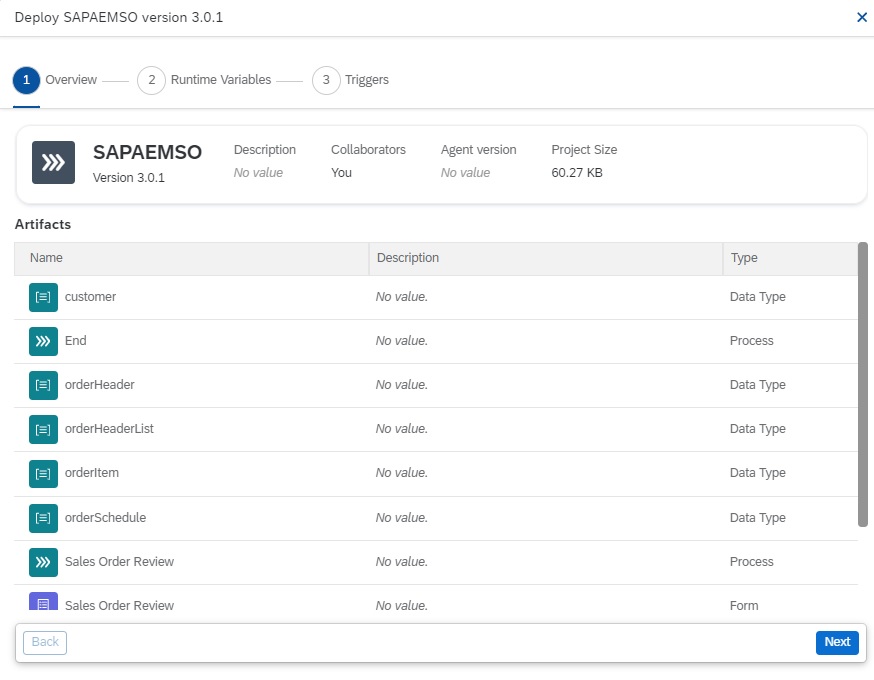 Deploy SAPAEMSO version 3.0.1
1 Overview 2 Runtime Variables 3 Triggers
SAPAEMSO Description Collaborators Agent version Project Size
Version 3.0.1 No value You No value 60.27 KB
Artifacts
Name Description Type
customer No value. Data Type
End No value. Process
orderHeader No value. Data Type
orderHeaderList No value. Data Type
orderItem No value. Data Type
orderSchedule No value. Data Type
Sales Order Review No value. Process
Sales Order Review No value. Form
Back Next